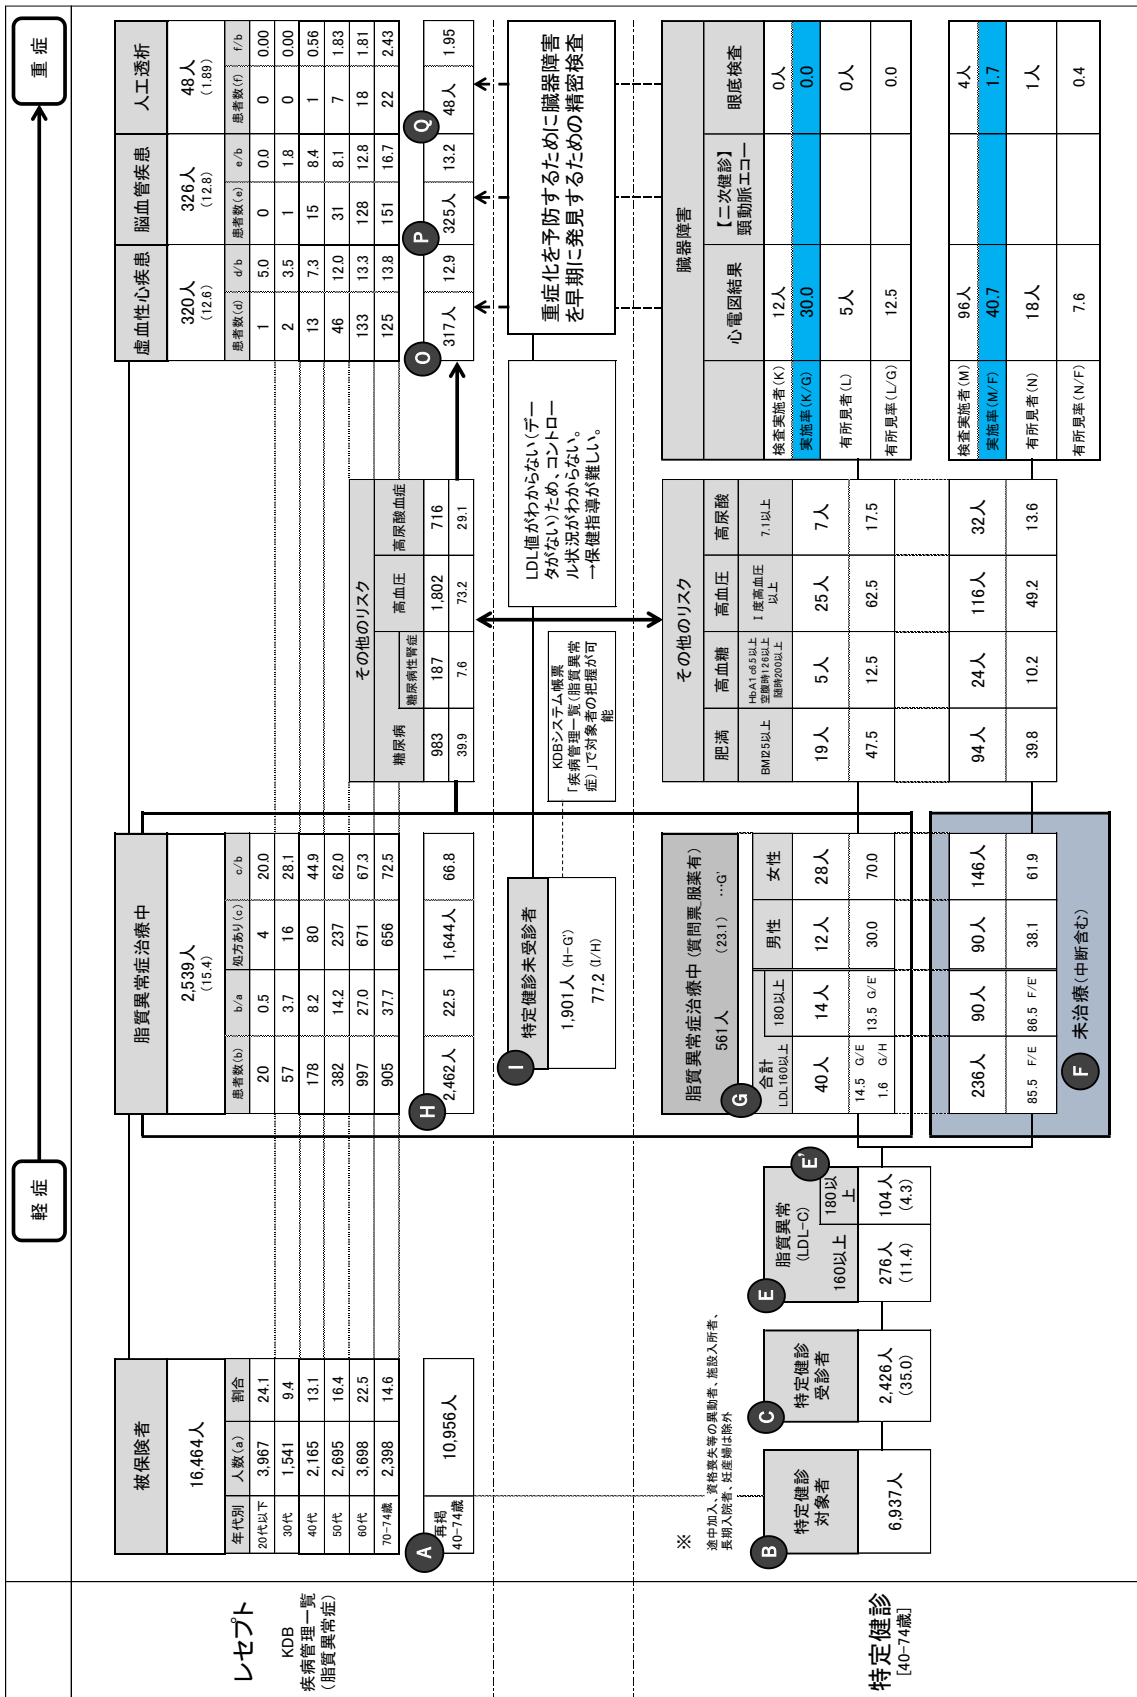 軽症
重症
レセプト
KDB
疾病管理一覧
(脂質異常症)
被保険者
16,464人
年代別 人数(a) 割合
20代以下 3,967 24.1
30代 1,541 9.4
40代 2,165 13.1
50代 2,695 16.4
60代 3,698 22.5
70-74歳 2,398 14.6
A
再掲
40-74歳
10,956人
脂質異常症治療中
2,539人
(15.4)
患者数(b) b/a 処方あり(c) c/b
20 0.5 4 20.0
57 3.7 16 28.1
178 8.2 80 44.9
382 14.2 237 62.0
997 27.0 671 67.3
905 37.7 656 72.5
H
2,462人 22.5 1,644人 66.8
その他のリスク
糖尿病 糖尿病性腎症 高血圧 高尿酸血症
983 187 1,802 716
39.9 7.6 73.2 29.1
虚血性心疾患 脳血管疾患 人工透析
320人 326人 48人
(12.6) (12.8) (1.89)
患者数(d) d/b 患者数(e) e/b 患者数(f) f/b
1 5.0 0 0.0 0 0.00
2 3.5 1 1.8 0 0.00
13 7.3 15 8.4 1 0.56
46 12.0 31 8.1 7 1.83
133 13.3 128 12.8 18 1.81
125 13.8 151 16.7 22 2.43
O P Q
317人 12.9 325人 13.2 48人 1.95
I
特定健診未受診者
1,901人 (H-G')
77.2 (I/H)
KDBシステム帳票
「疾病管理一覧(脂質異常
症)」で対象者の把握が可
能
LDL値がわからない(デー
タがない)ため、コントロー
ル状況がわからない。
→保健指導が難しい。
重症化を予防するために臓器障害
を早期に発見するための精密検査
特定健診
[40-74歳]
※
途中加入、資格喪失等の異動者、施設入所者、
長期入院者、妊産婦は除外
B
特定健診
対象者
6,937人
C
特定健診
受診者
2,426人
(35.0)
E
脂質異常
(LDL-C)
E'
160以上 180以上
276人 104人
(11.4) (4.3)
G
脂質異常症治療中(質問票_服薬有)
561人 (23.1) …G'
合計 男性 女性
LDL160以上 180以上
40人 14人 12人 28人
14.5 G/E 13.5 G/E' 30.0 70.0
1.6 G/H
236人 90人 90人 146人
85.5 F/E 86.5 F/E' 38.1 61.9
F
未治療(中断含む)
その他のリスク
肥満 高血糖 高血圧 高尿酸
BMI25以上
HbA1c6.5以上
空腹時126以上
随時200以上
Ⅰ度高血圧
以上
7.1以上
19人 5人 25人 7人
47.5 12.5 62.5 17.5
94人 24人 116人 32人
39.8 10.2 49.2 13.6
臓器障害
心電図結果
【二次健診】
頸動脈エコー
眼底検査
検査実施者(K) 12人 0人
実施率(K/G) 30.0 0.0
有所見者(L) 5人 0人
有所見率(L/G) 12.5 0.0
検査実施者(M) 96人 4人
実施率(M/F) 40.7 1.7
有所見者(N) 18人 1人
有所見率(N/F) 7.6 0.4